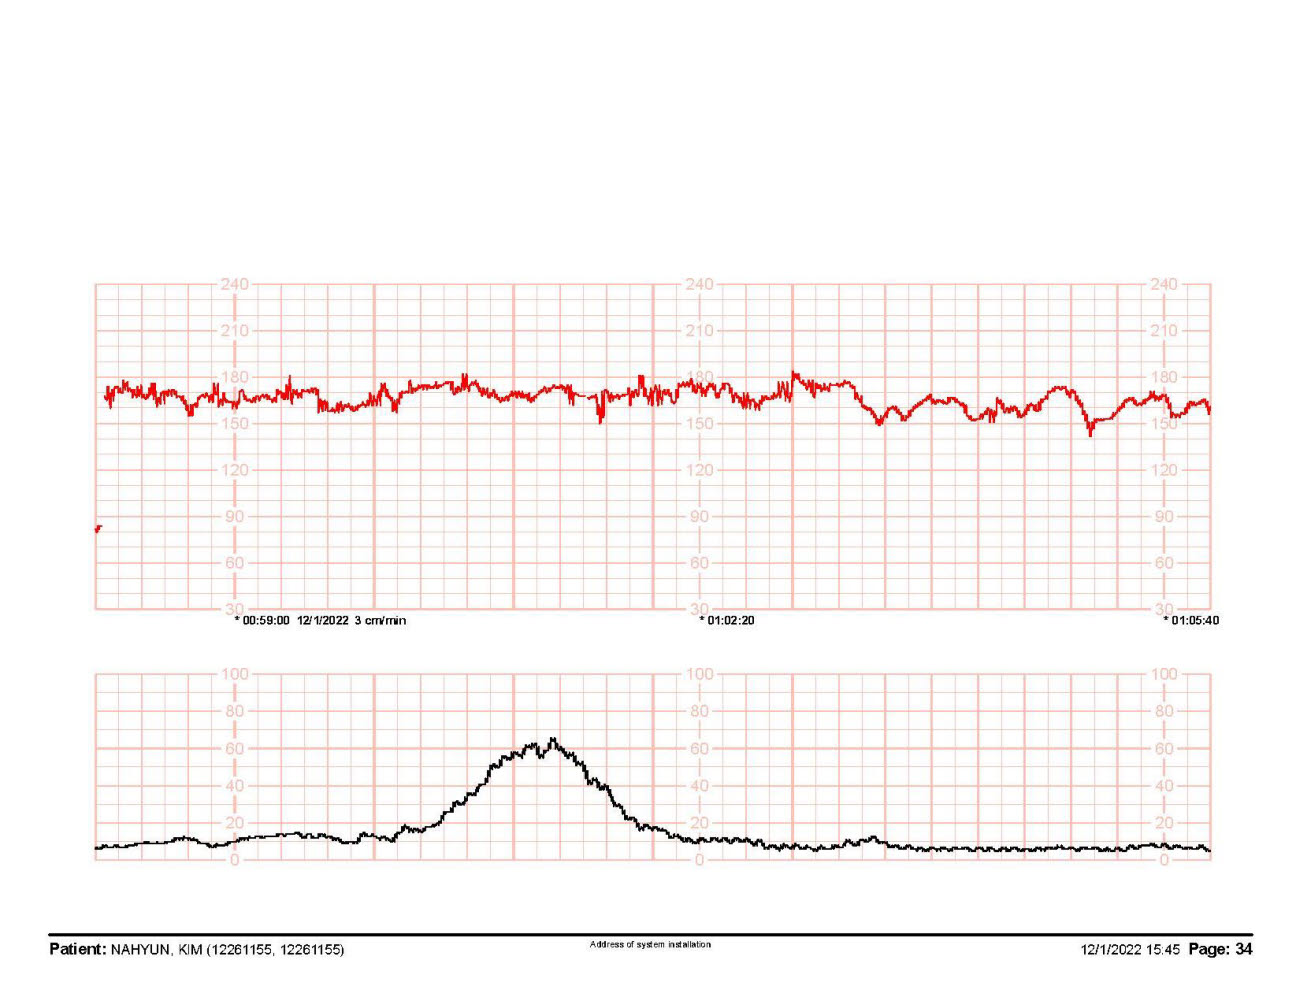 240 240 240
210 210 210
180 180 180
150 150 150
120 120 120
90 90 90
60 60 60
30 30 30
* 00:59:00 12/1/2022 3 cm/min * 01:02:20 * 01:05:40
100 100 100
80 80 80
60 60 60
40 40 40
20 20 20
0 0 0
Patient: NAHYUN, KIM (12261155, 12261155) Address of system installation 12/1/2022 15:45 Page: 34